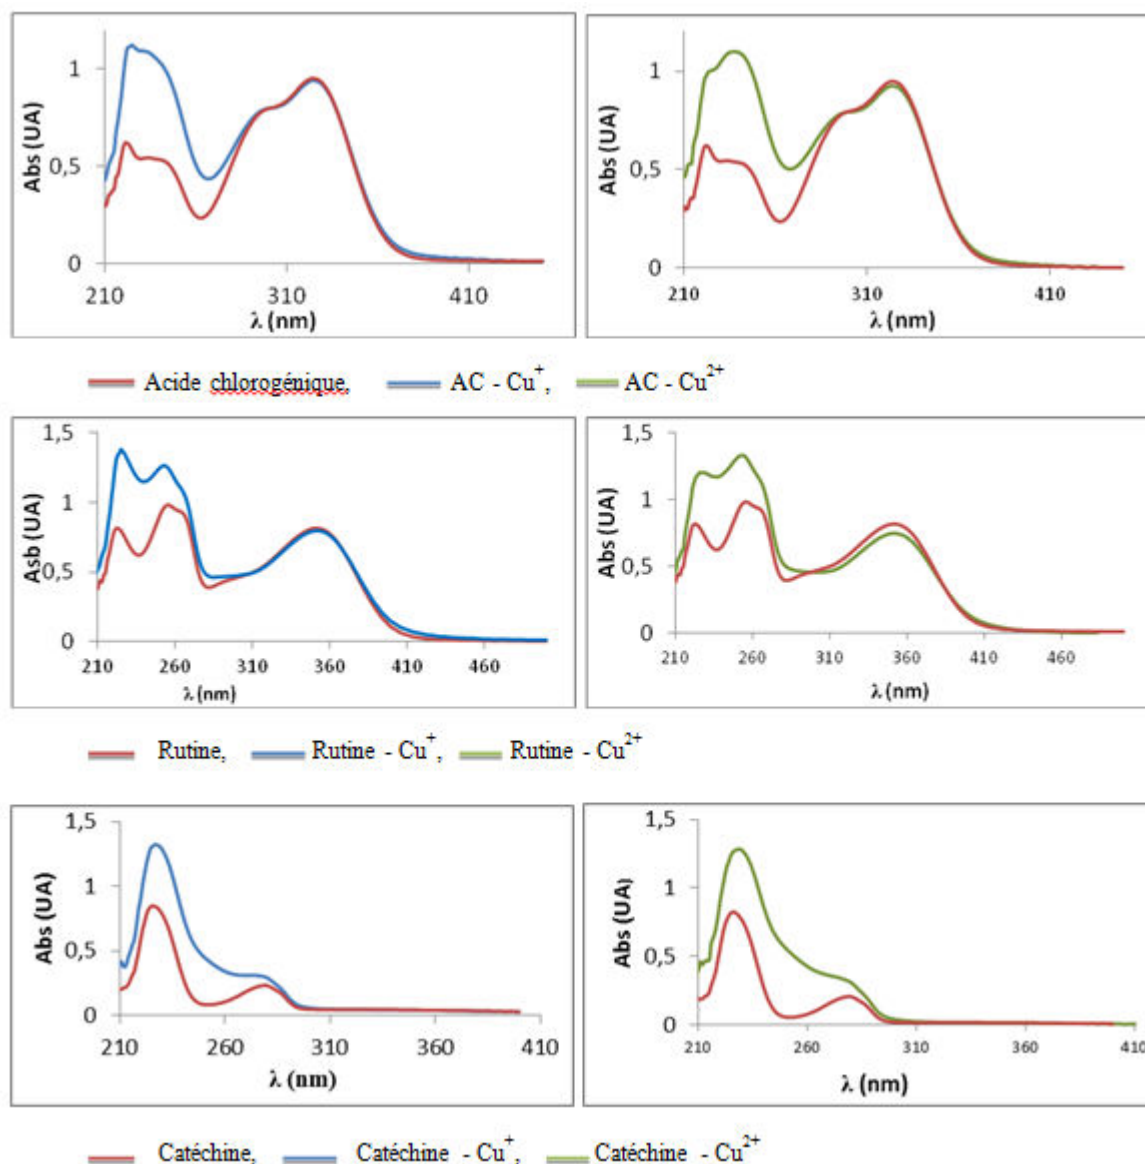 Abs (UA)
1
0,5
0
210 310 410
λ (nm)
Abs (UA)
1
0,5
0
210 310 410
λ (nm)
Acide chlorogénique, AC - Cu⁺, AC - Cu²⁺
Asb (UA)
1,5
1
0,5
0
210 260 310 360 410 460
λ (nm)
Abs (UA)
1,5
1
0,5
0
210 260 310 360 410 460
λ (nm)
Rutine, Rutine - Cu⁺, Rutine - Cu²⁺
Abs (UA)
1,5
1
0,5
0
210 260 310 360 410
λ (nm)
Abs (UA)
1,5
1
0,5
0
210 260 310 360 410
λ (nm)
Catéchine, Catéchine - Cu⁺, Catéchine - Cu²⁺